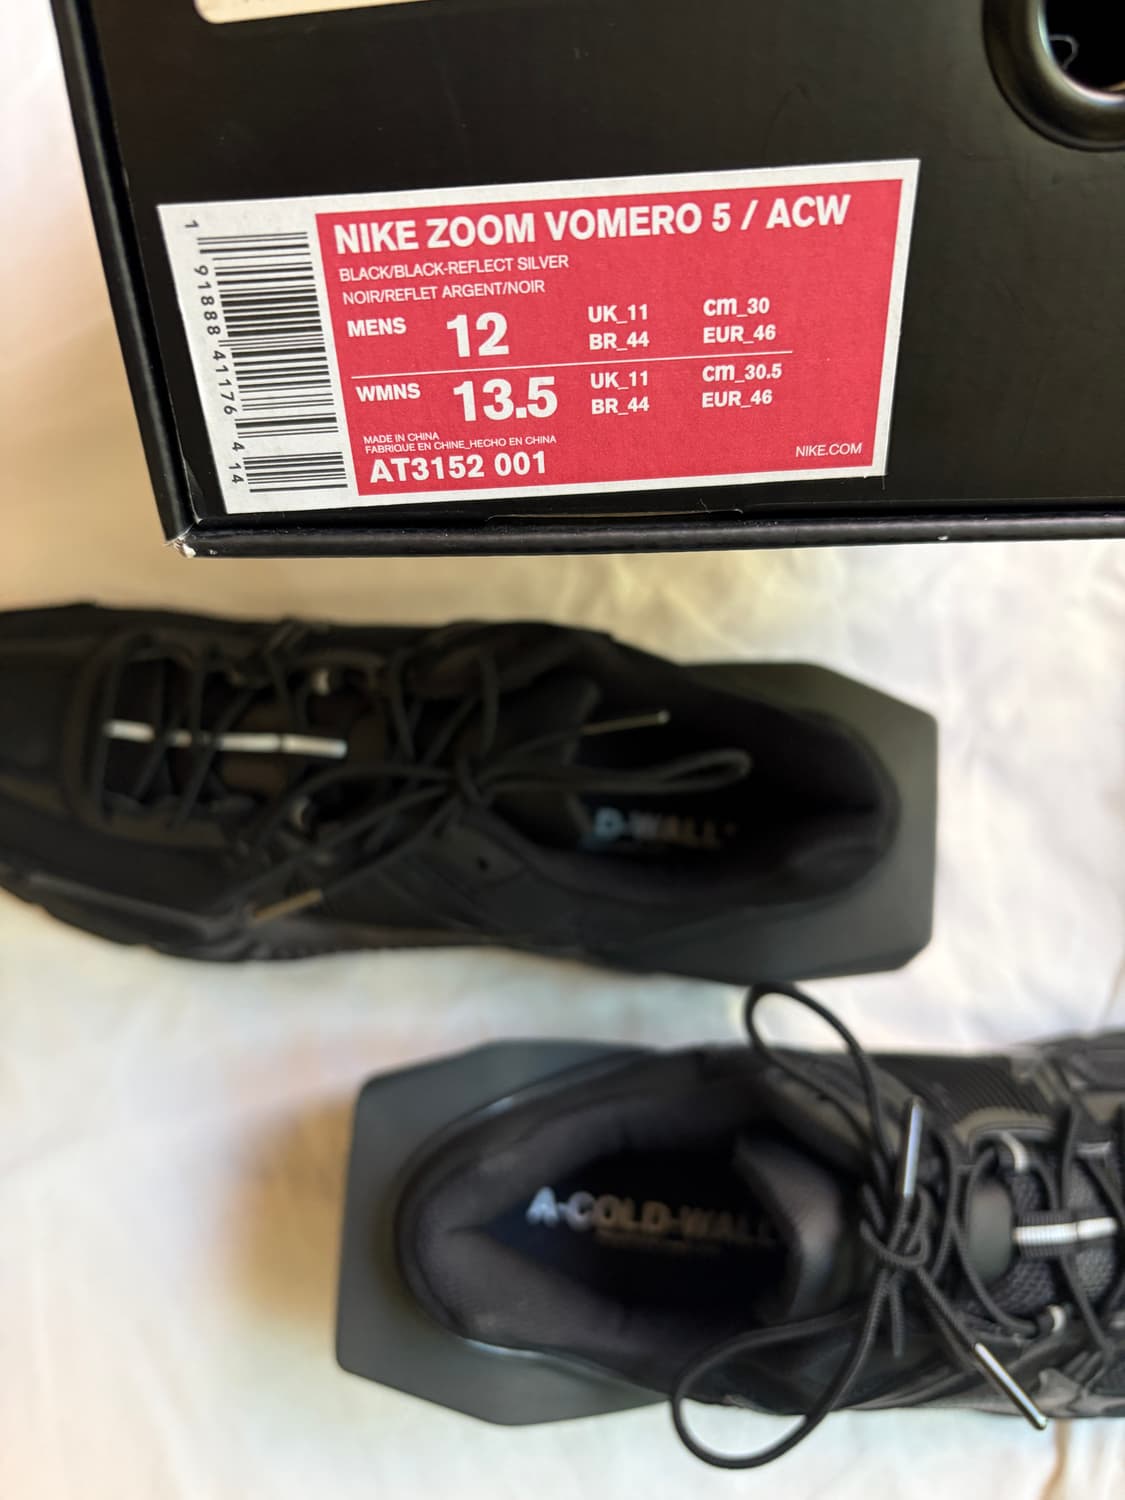 NIKE ZOOM VOMERO 5 / ACW
BLACK/BLACK-REFLECT SILVER
NOIR/REFLET ARGENT/NOIR
MENS 12 UK_11 cm_30
BR_44 EUR_46
WMNS 13.5 UK_11 cm_30.5
BR_44 EUR_46
MADE IN CHINA
FABRIQUE EN CHINE_HECHO EN CHINA
AT3152 001
NIKE.COM
1 91888 41176 4 14
D-WALL*
A-COLD-WALL